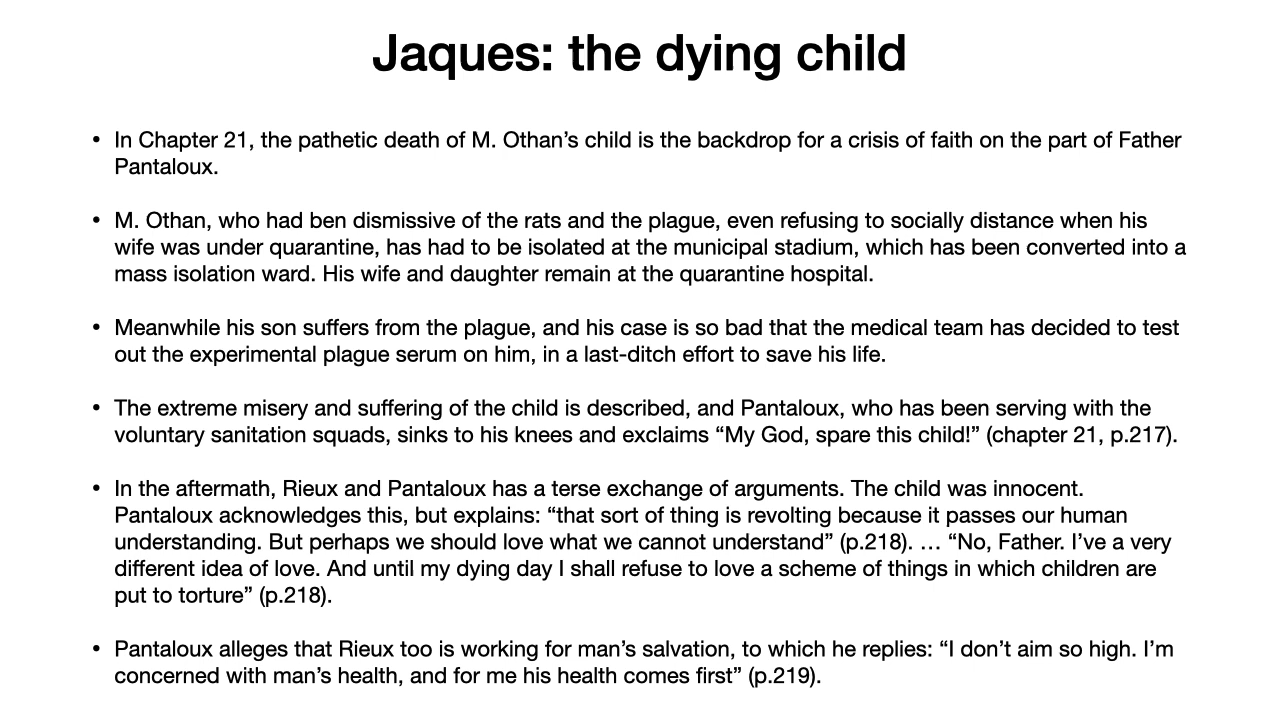 Jaques: the dying child
• In Chapter 21, the pathetic death of M. Othan’s child is the backdrop for a crisis of faith on the part of Father
Pantaloux.
• M. Othan, who had ben dismissive of the rats and the plague, even refusing to socially distance when his
wife was under quarantine, has had to be isolated at the municipal stadium, which has been converted into a
mass isolation ward. His wife and daughter remain at the quarantine hospital.
• Meanwhile his son suffers from the plague, and his case is so bad that the medical team has decided to test
out the experimental plague serum on him, in a last-ditch effort to save his life.
• The extreme misery and suffering of the child is described, and Pantaloux, who has been serving with the
voluntary sanitation squads, sinks to his knees and exclaims “My God, spare this child!” (chapter 21, p.217).
• In the aftermath, Rieux and Pantaloux has a terse exchange of arguments. The child was innocent.
Pantaloux acknowledges this, but explains: “that sort of thing is revolting because it passes our human
understanding. But perhaps we should love what we cannot understand” (p.218). … “No, Father. I’ve a very
different idea of love. And until my dying day I shall refuse to love a scheme of things in which children are
put to torture” (p.218).
• Pantaloux alleges that Rieux too is working for man’s salvation, to which he replies: “I don’t aim so high. I’m
concerned with man’s health, and for me his health comes first” (p.219).